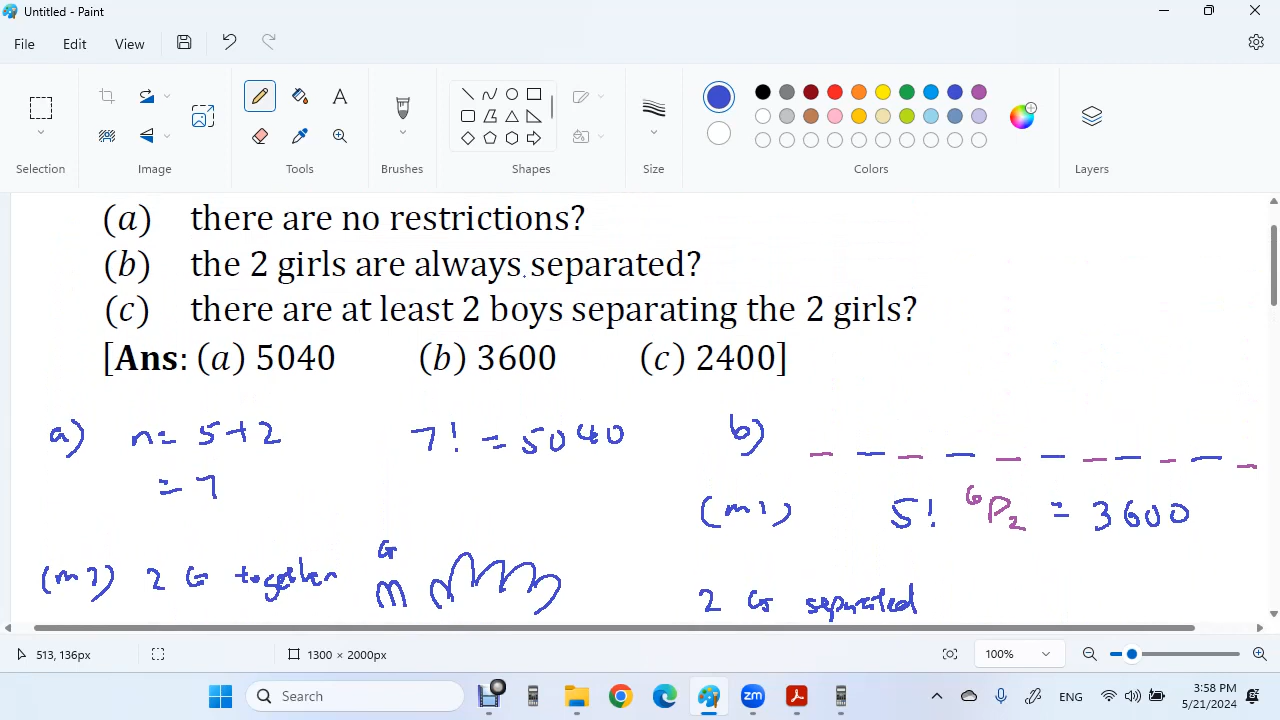 Untitled - Paint
File Edit View
Selection Image Tools Brushes Shapes Size Colors Layers
(a) there are no restrictions?
(b) the 2 girls are always separated?
(c) there are at least 2 boys separating the 2 girls?
[Ans: (a) 5040 (b) 3600 (c) 2400]
a) n = 5+2 7! = 5040 b)
= 7
(m1) 5! ⁶P₂ = 3600
G
(m2) 2 G together
2 G separated
513, 136px 1300 × 2000px 100%
Search ENG 3:58 PM
5/21/2024